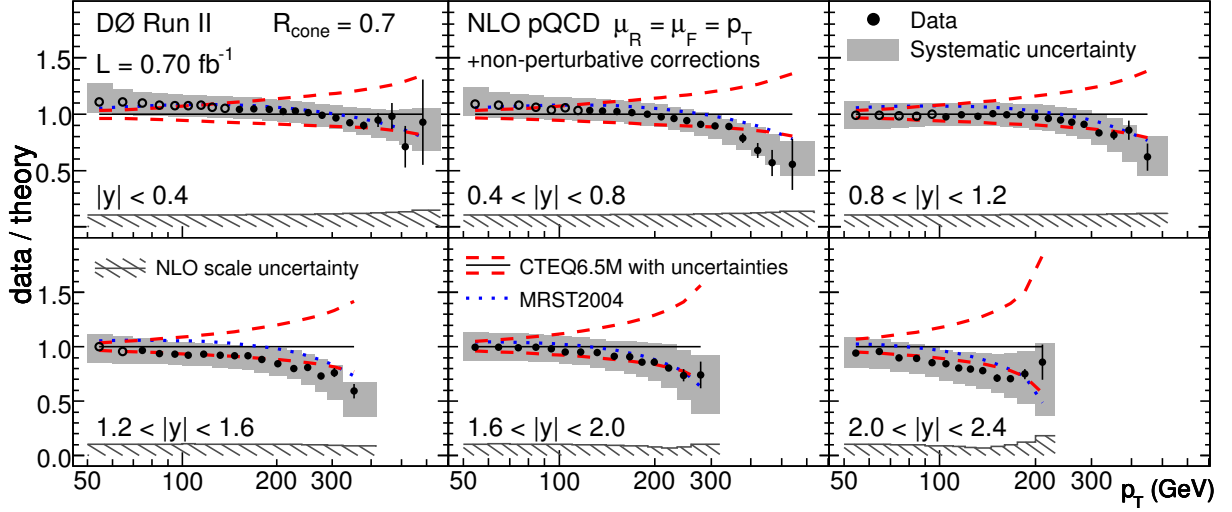 DØ Run II R_cone = 0.7
L = 0.70 fb⁻¹
NLO pQCD μ_R = μ_F = p_T
+non-perturbative corrections
Data
Systematic uncertainty
1.5
1.0
0.5
|y| < 0.4
0.4 < |y| < 0.8
0.8 < |y| < 1.2
data / theory
NLO scale uncertainty
CTEQ6.5M with uncertainties
MRST2004
1.5
1.0
0.5
0.0
1.2 < |y| < 1.6
1.6 < |y| < 2.0
2.0 < |y| < 2.4
50 100 200 300
50 100 200 300
50 100 200 300
p_T (GeV)